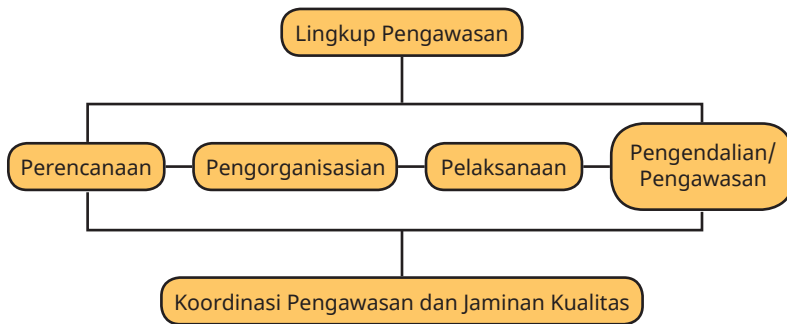 Lingkup Pengawasan
Perencanaan
Pengorganisasian
Pelaksanaan
Pengendalian/
Pengawasan
Koordinasi Pengawasan dan Jaminan Kualitas